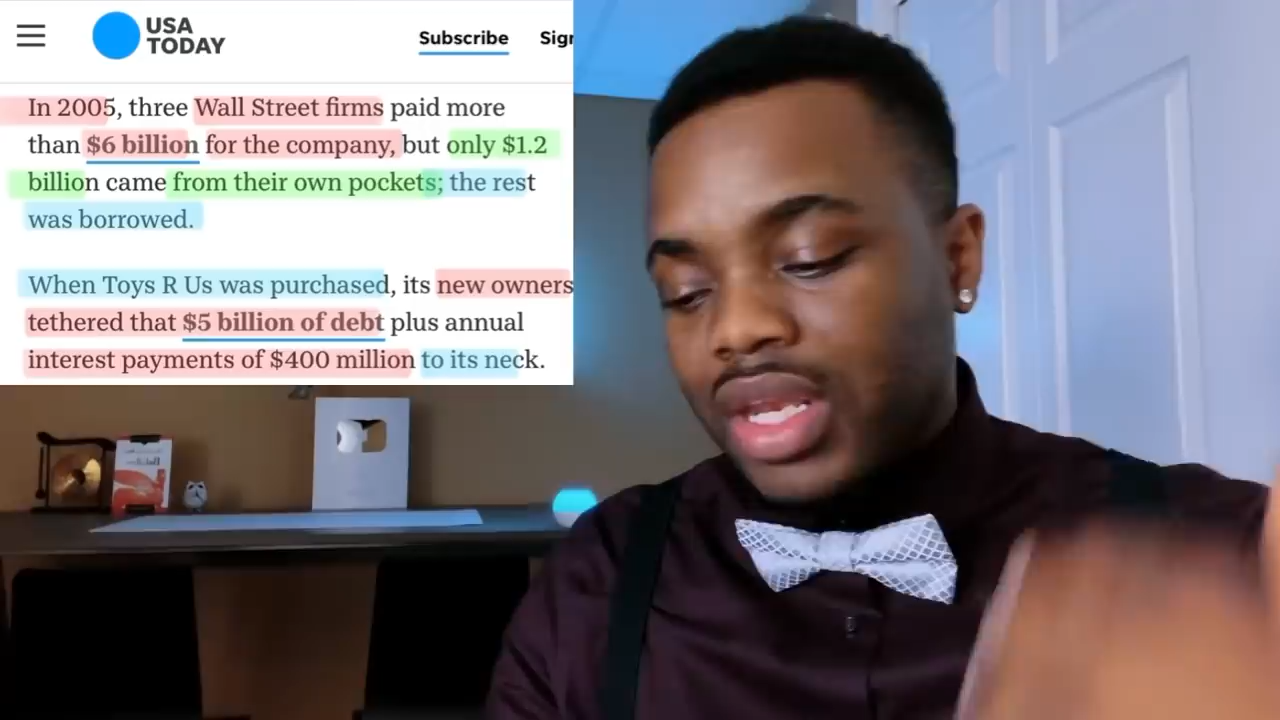 USA
TODAY
Subscribe
Sign
In 2005, three Wall Street firms paid more
than $6 billion for the company, but only $1.2
billion came from their own pockets; the rest
was borrowed.
When Toys R Us was purchased, its new owners
tethered that $5 billion of debt plus annual
interest payments of $400 million to its neck.